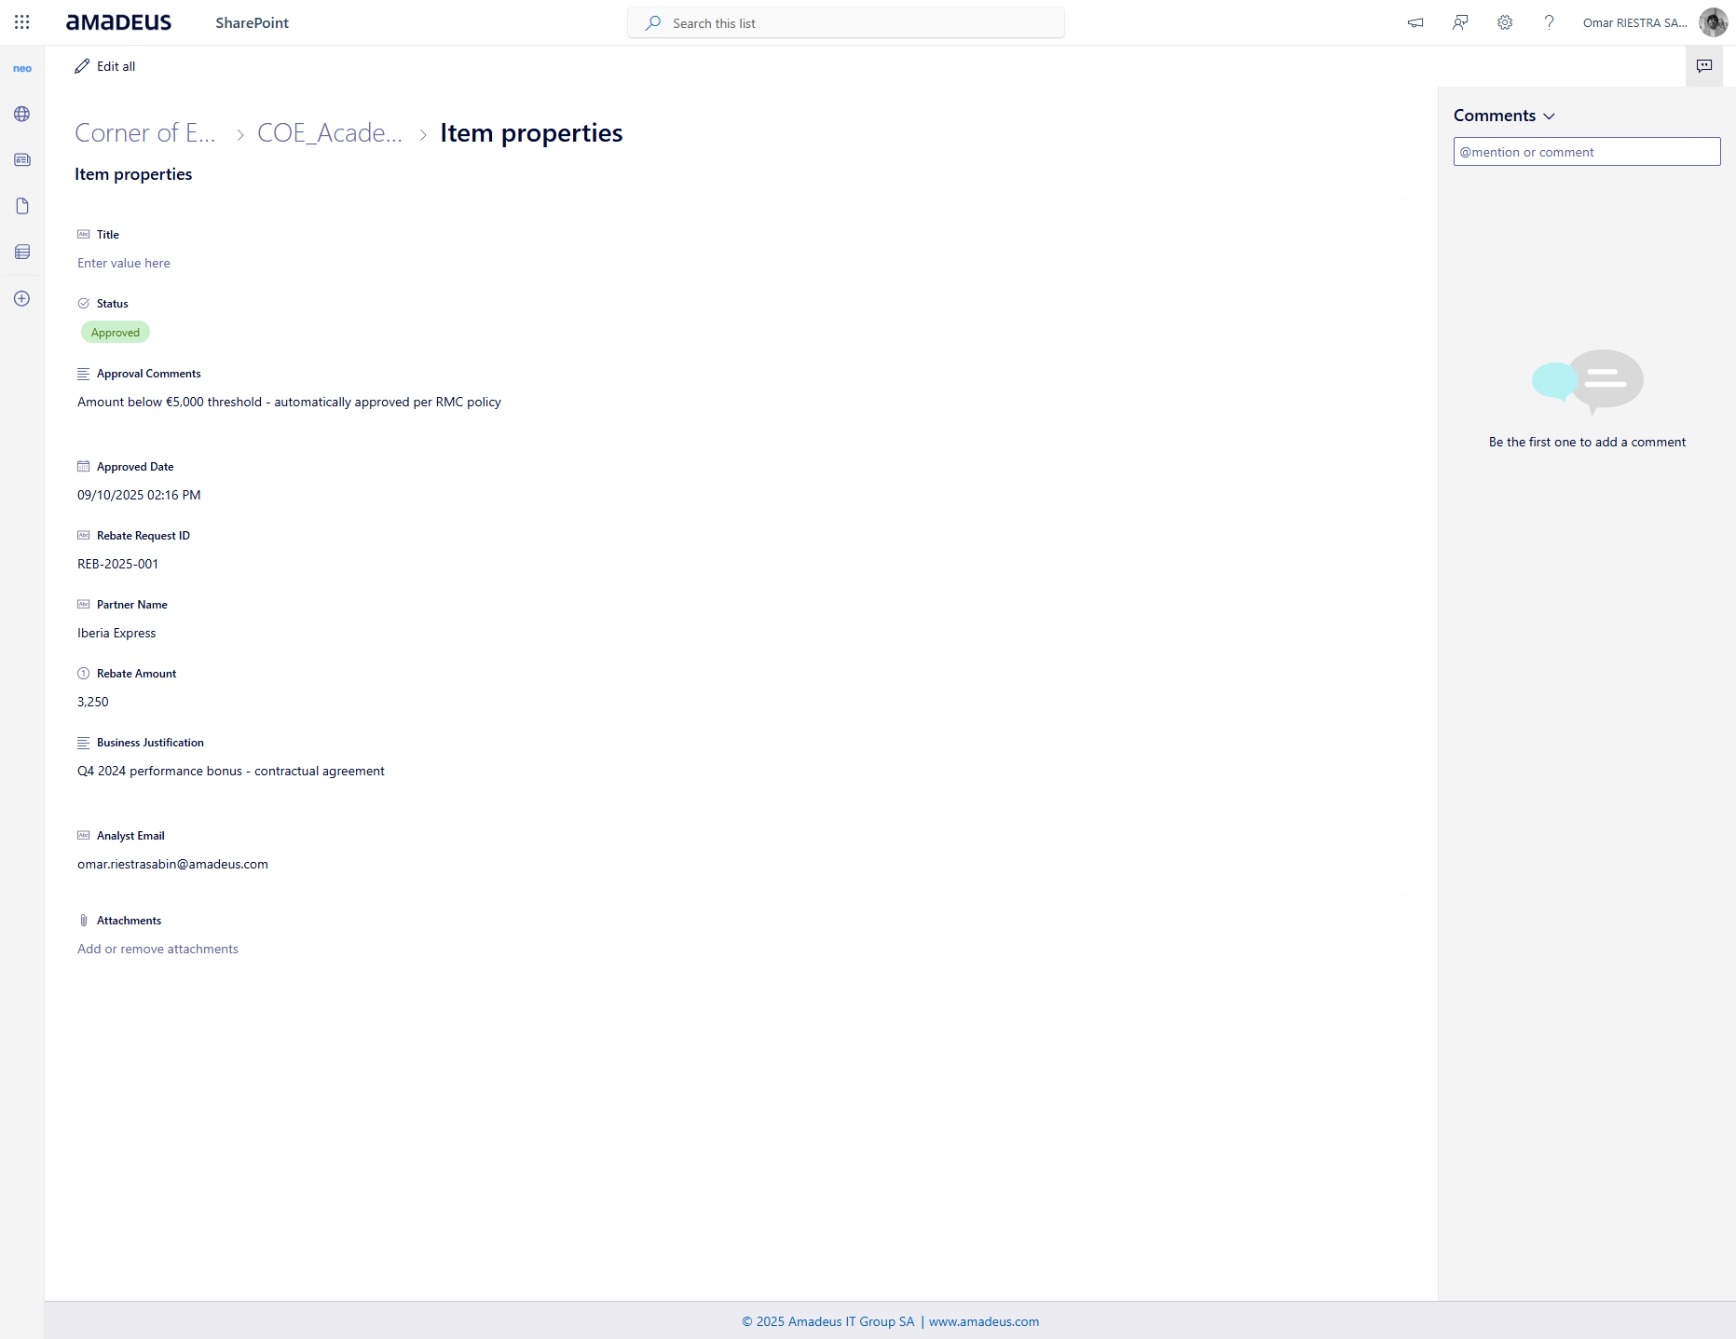 amadeus
SharePoint
Search this list
Omar RIESTRA SA...
neo
Edit all
Corner of E... > COE_Acade... > Item properties
Item properties
Abc Title
Enter value here
Status
Approved
Approval Comments
Amount below €5,000 threshold - automatically approved per RMC policy
Approved Date
09/10/2025 02:16 PM
Abc Rebate Request ID
REB-2025-001
Abc Partner Name
Iberia Express
1 Rebate Amount
3,250
Business Justification
Q4 2024 performance bonus - contractual agreement
Abc Analyst Email
omar.riestrasabin@amadeus.com
Attachments
Add or remove attachments
Comments
@mention or comment
Be the first one to add a comment
© 2025 Amadeus IT Group SA | www.amadeus.com